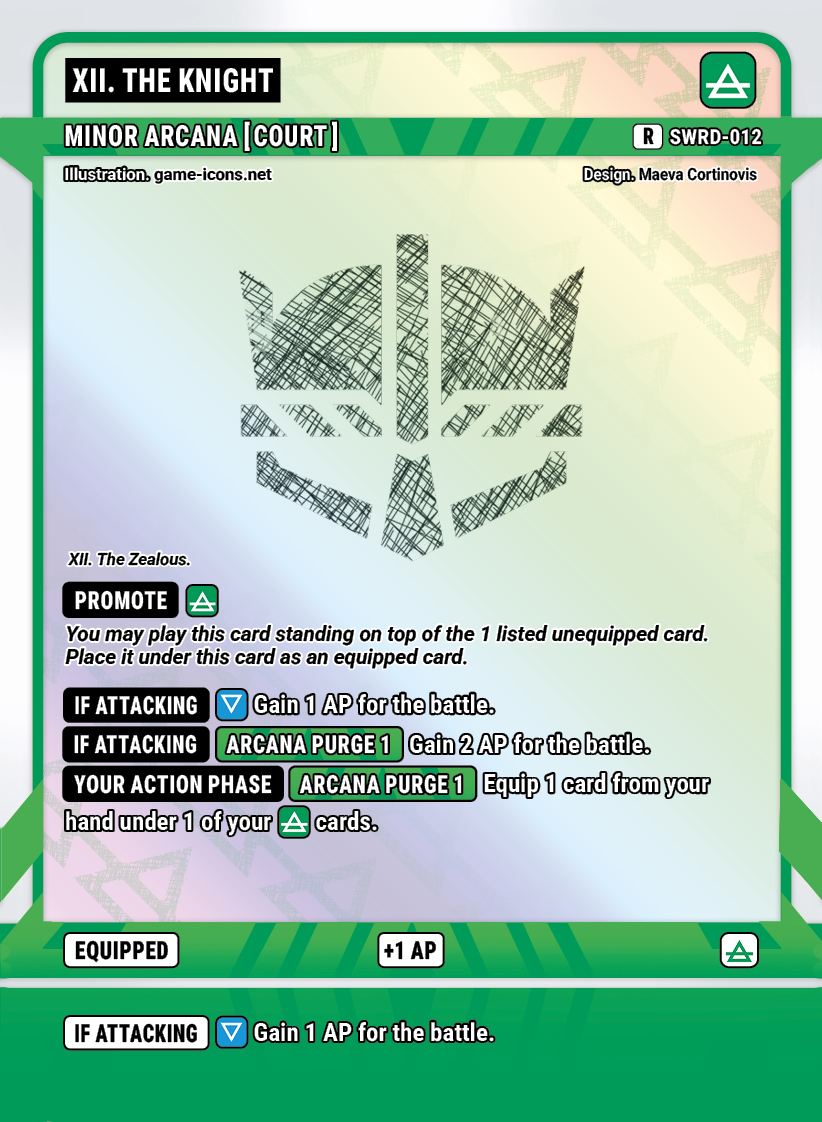 XII. THE KNIGHT
MINOR ARCANA [COURT]
R SWRD-012
Illustration. game-icons.net
Design. Maeva Cortinovis
XII. The Zealous.
PROMOTE
You may play this card standing on top of the 1 listed unequipped card.
Place it under this card as an equipped card.
IF ATTACKING Gain 1 AP for the battle.
IF ATTACKING ARCANA PURGE 1 Gain 2 AP for the battle.
YOUR ACTION PHASE ARCANA PURGE 1 Equip 1 card from your
hand under 1 of your cards.
EQUIPPED +1 AP
IF ATTACKING Gain 1 AP for the battle.